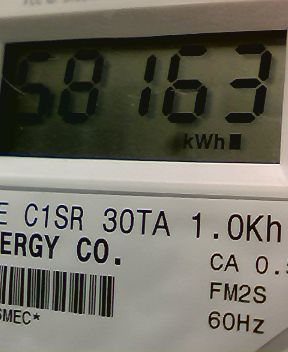 58163
kWh
E C1SR 30TA 1.0Kh
ERGY CO.
CA 0.
FM2S
60Hz
SMEC*